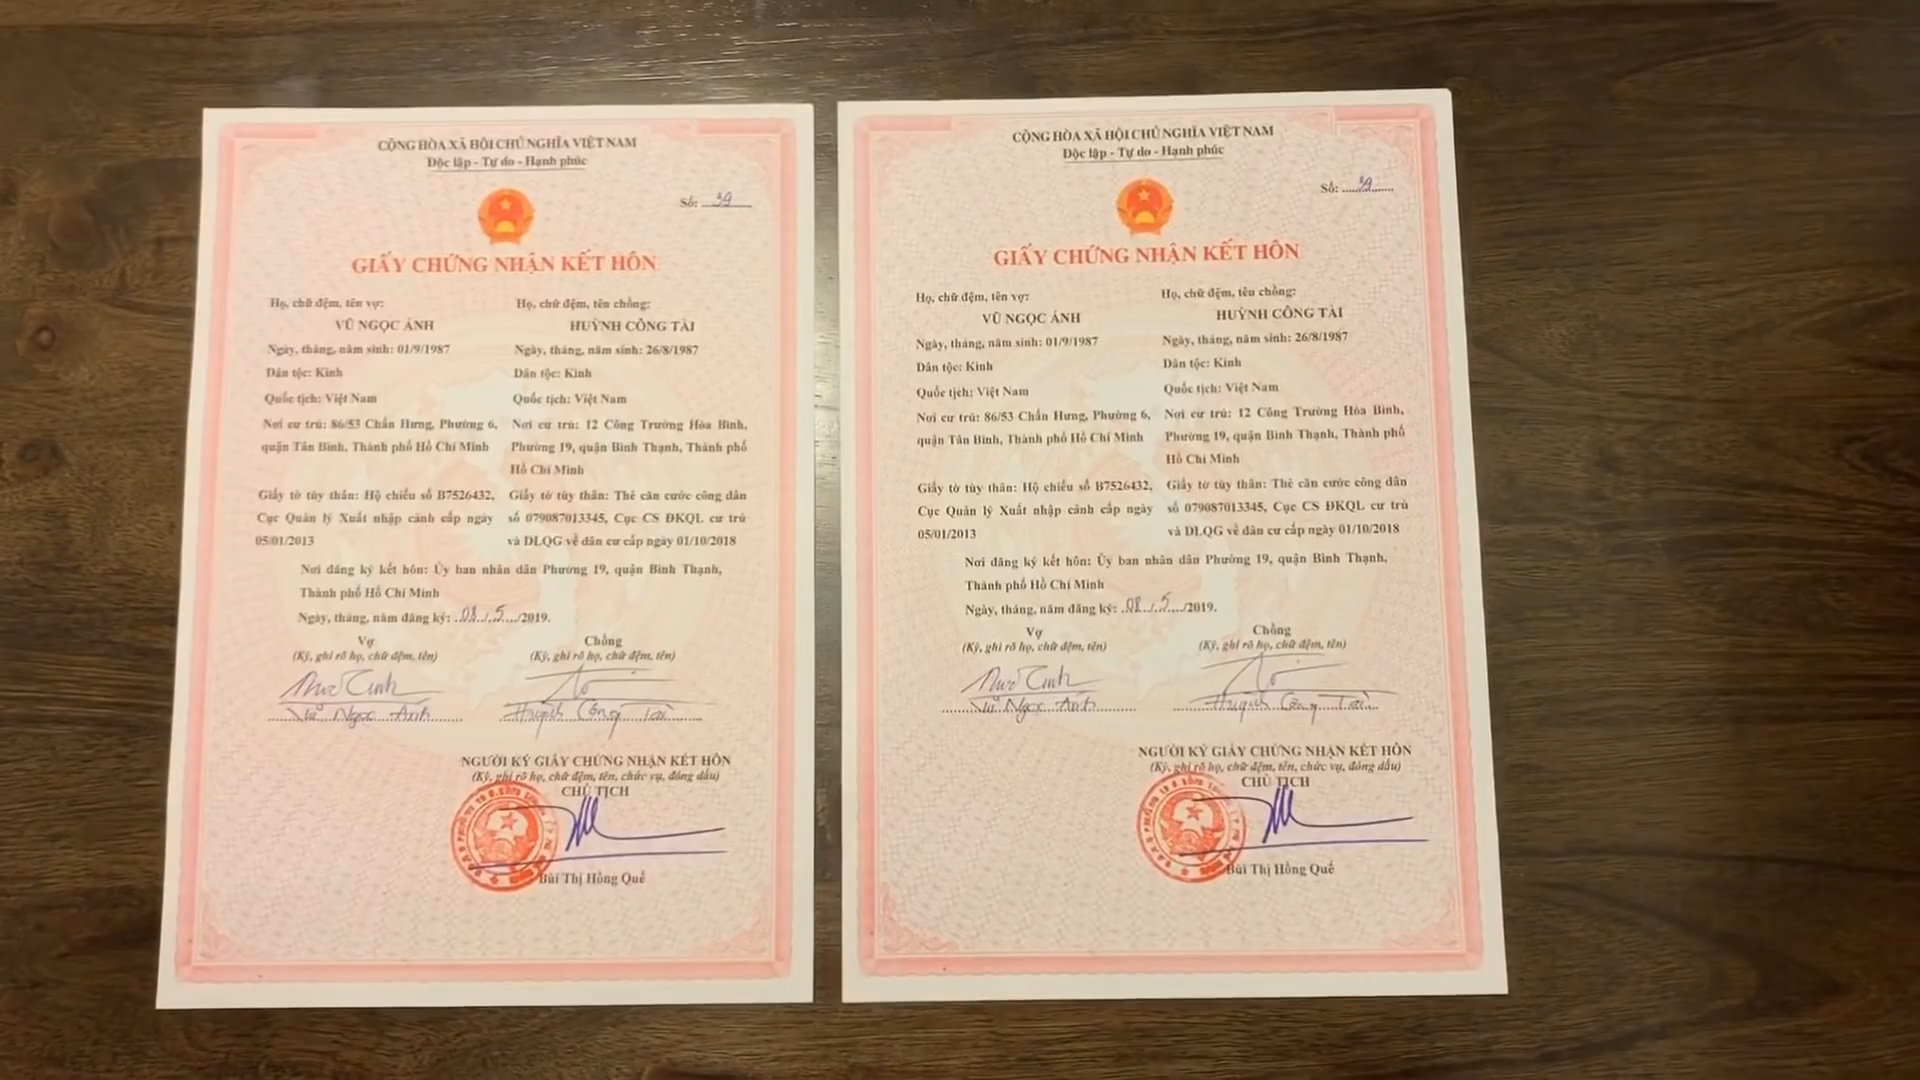 CỘNG HÒA XÃ HỘI CHỦ NGHĨA VIỆT NAM
Độc lập - Tự do - Hạnh phúc
Số: 39
GIẤY CHỨNG NHẬN KẾT HÔN
Họ, chữ đệm, tên vợ:
VŨ NGỌC ÁNH
Ngày, tháng, năm sinh: 01/9/1987
Dân tộc: Kinh
Quốc tịch: Việt Nam
Nơi cư trú: 86/53 Chấn Hưng, Phường 6,
quận Tân Bình, Thành phố Hồ Chí Minh
Giấy tờ tùy thân: Hộ chiếu số B7526432,
Cục Quản lý Xuất nhập cảnh cấp ngày
05/01/2013
Họ, chữ đệm, tên chồng:
HUỲNH CÔNG TÀI
Ngày, tháng, năm sinh: 26/8/1987
Dân tộc: Kinh
Quốc tịch: Việt Nam
Nơi cư trú: 12 Công Trường Hòa Bình,
Phường 19, quận Bình Thạnh, Thành phố
Hồ Chí Minh
Giấy tờ tùy thân: Thẻ căn cước công dân
số 079087013345, Cục CS ĐKQL cư trú
và DLQG về dân cư cấp ngày 01/10/2018
Nơi đăng ký kết hôn: Ủy ban nhân dân Phường 19, quận Bình Thạnh,
Thành phố Hồ Chí Minh
Ngày, tháng, năm đăng ký: 08/5/2019.
Vợ
(Ký, ghi rõ họ, chữ đệm, tên)
Vũ Ngọc Ánh
Chồng
(Ký, ghi rõ họ, chữ đệm, tên)
Huỳnh Công Tài
NGƯỜI KÝ GIẤY CHỨNG NHẬN KẾT HÔN
(Ký, ghi rõ họ, chữ đệm, tên, chức vụ, đóng dấu)
CHỦ TỊCH
Bùi Thị Hồng Quế
CỘNG HÒA XÃ HỘI CHỦ NGHĨA VIỆT NAM
Độc lập - Tự do - Hạnh phúc
Số: 39
GIẤY CHỨNG NHẬN KẾT HÔN
Họ, chữ đệm, tên vợ:
VŨ NGỌC ÁNH
Ngày, tháng, năm sinh: 01/9/1987
Dân tộc: Kinh
Quốc tịch: Việt Nam
Nơi cư trú: 86/53 Chấn Hưng, Phường 6,
quận Tân Bình, Thành phố Hồ Chí Minh
Giấy tờ tùy thân: Hộ chiếu số B7526432,
Cục Quản lý Xuất nhập cảnh cấp ngày
05/01/2013
Họ, chữ đệm, tên chồng:
HUỲNH CÔNG TÀI
Ngày, tháng, năm sinh: 26/8/1987
Dân tộc: Kinh
Quốc tịch: Việt Nam
Nơi cư trú: 12 Công Trường Hòa Bình,
Phường 19, quận Bình Thạnh, Thành phố
Hồ Chí Minh
Giấy tờ tùy thân: Thẻ căn cước công dân
số 079087013345, Cục CS ĐKQL cư trú
và DLQG về dân cư cấp ngày 01/10/2018
Nơi đăng ký kết hôn: Ủy ban nhân dân Phường 19, quận Bình Thạnh,
Thành phố Hồ Chí Minh
Ngày, tháng, năm đăng ký: 08/5/2019.
Vợ
(Ký, ghi rõ họ, chữ đệm, tên)
Vũ Ngọc Ánh
Chồng
(Ký, ghi rõ họ, chữ đệm, tên)
Huỳnh Công Tài
NGƯỜI KÝ GIẤY CHỨNG NHẬN KẾT HÔN
(Ký, ghi rõ họ, chữ đệm, tên, chức vụ, đóng dấu)
CHỦ TỊCH
Bùi Thị Hồng Quế